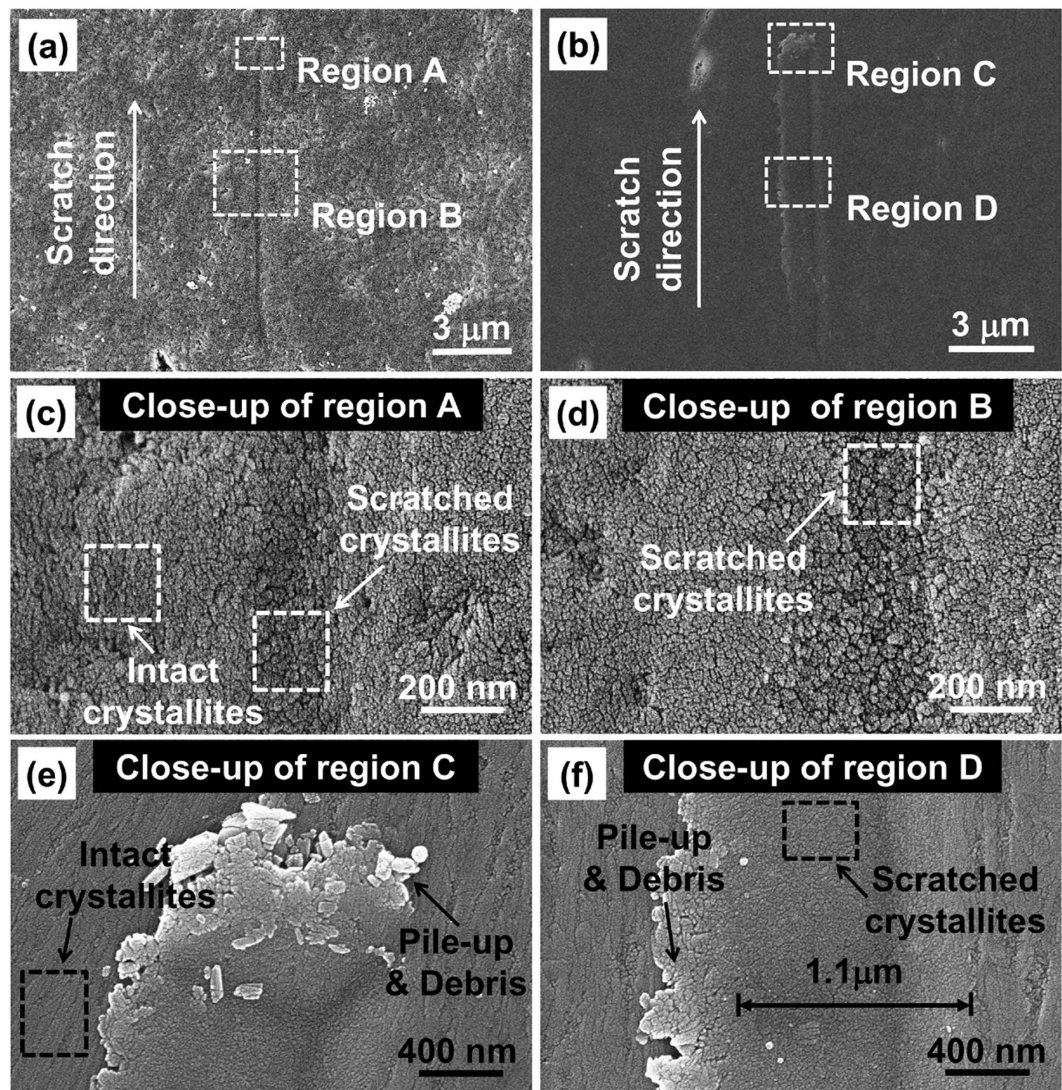 (a)
Region A
Scratch
direction
Region B
3 μm
(b)
Region C
Scratch
direction
Region D
3 μm
(c)
Close-up of region A
Scratched
crystallites
Intact
crystallites
200 nm
(d)
Close-up of region B
Scratched
crystallites
200 nm
(e)
Close-up of region C
Intact
crystallites
Pile-up
& Debris
400 nm
(f)
Close-up of region D
Pile-up
& Debris
Scratched
crystallites
1.1μm
400 nm